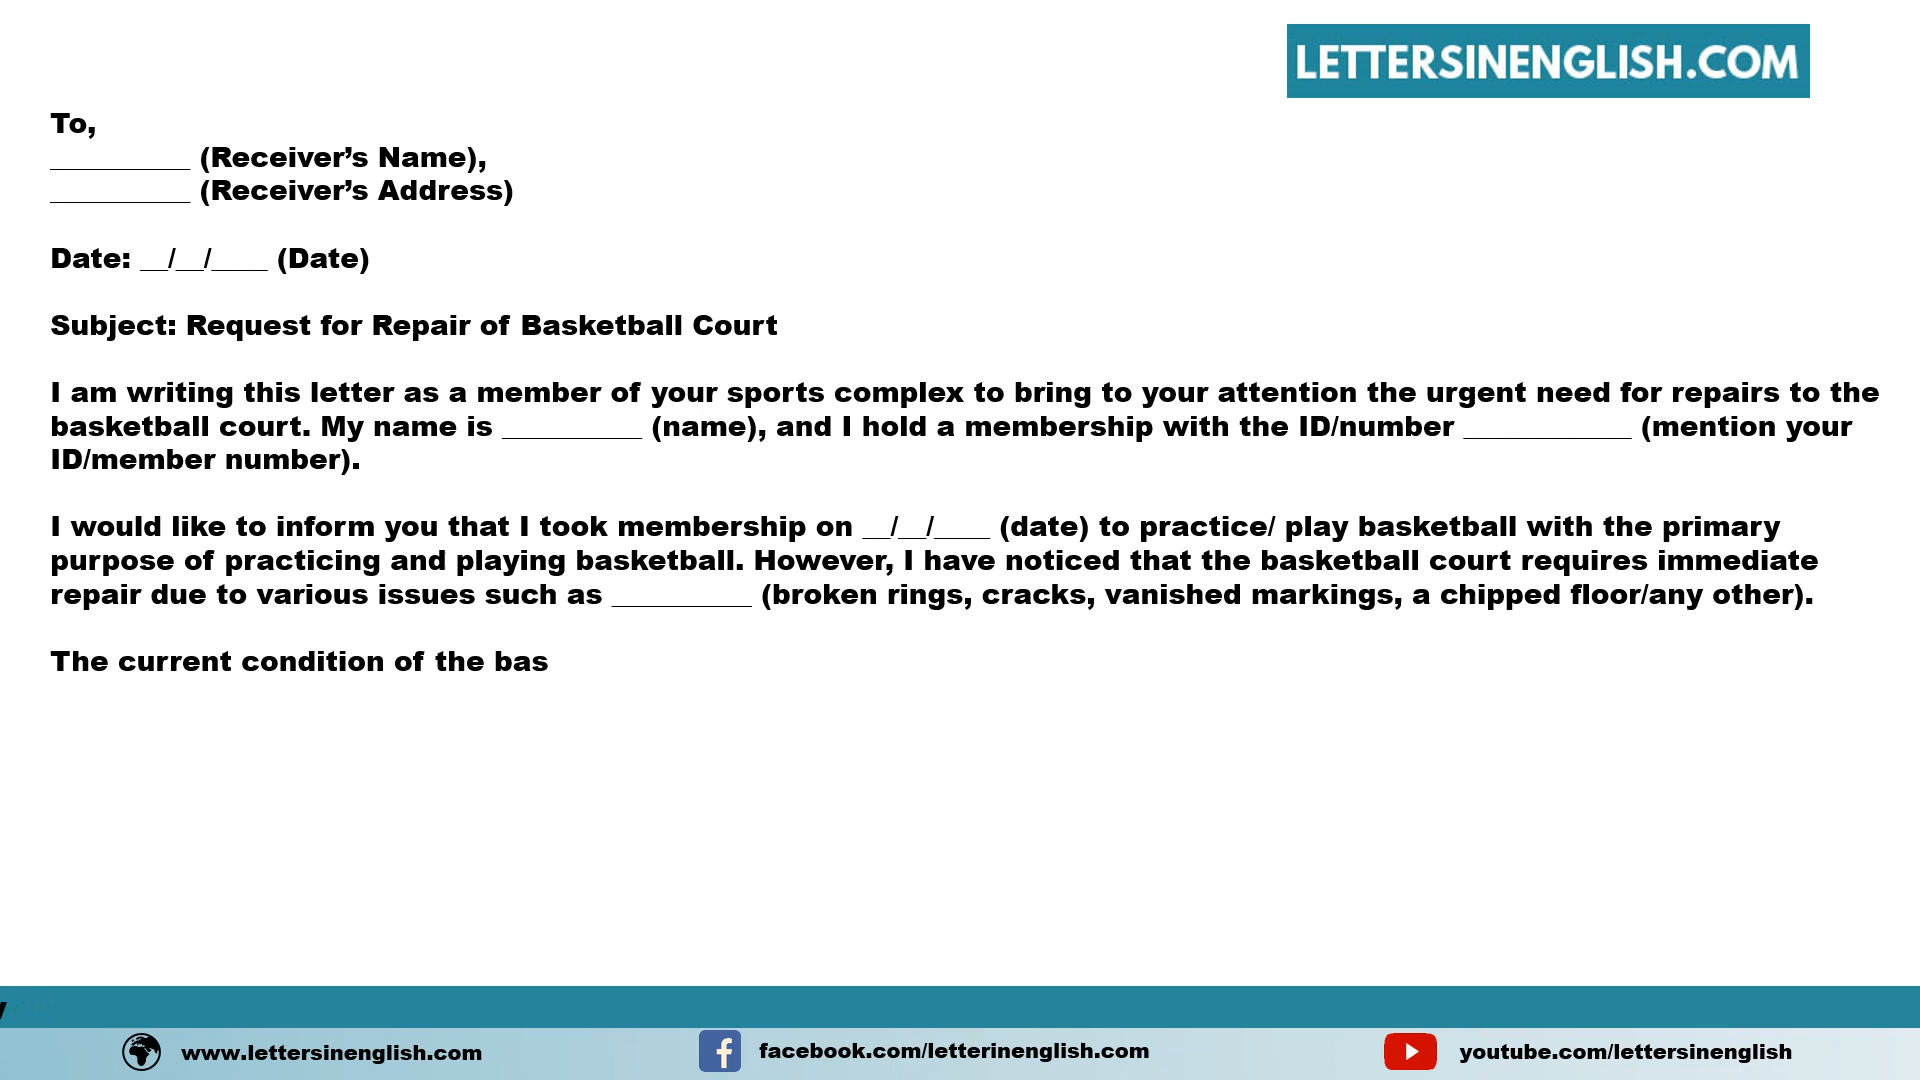 LETTERSINENGLISH.COM
To,
__________ (Receiver’s Name),
__________ (Receiver’s Address)
Date: __/__/____ (Date)
Subject: Request for Repair of Basketball Court
I am writing this letter as a member of your sports complex to bring to your attention the urgent need for repairs to the
basketball court. My name is __________ (name), and I hold a membership with the ID/number ____________ (mention your
ID/member number).
I would like to inform you that I took membership on __/__/____ (date) to practice/ play basketball with the primary
purpose of practicing and playing basketball. However, I have noticed that the basketball court requires immediate
repair due to various issues such as __________ (broken rings, cracks, vanished markings, a chipped floor/any other).
The current condition of the bas
www.lettersinenglish.com
facebook.com/letterinenglish.com
youtube.com/lettersinenglish